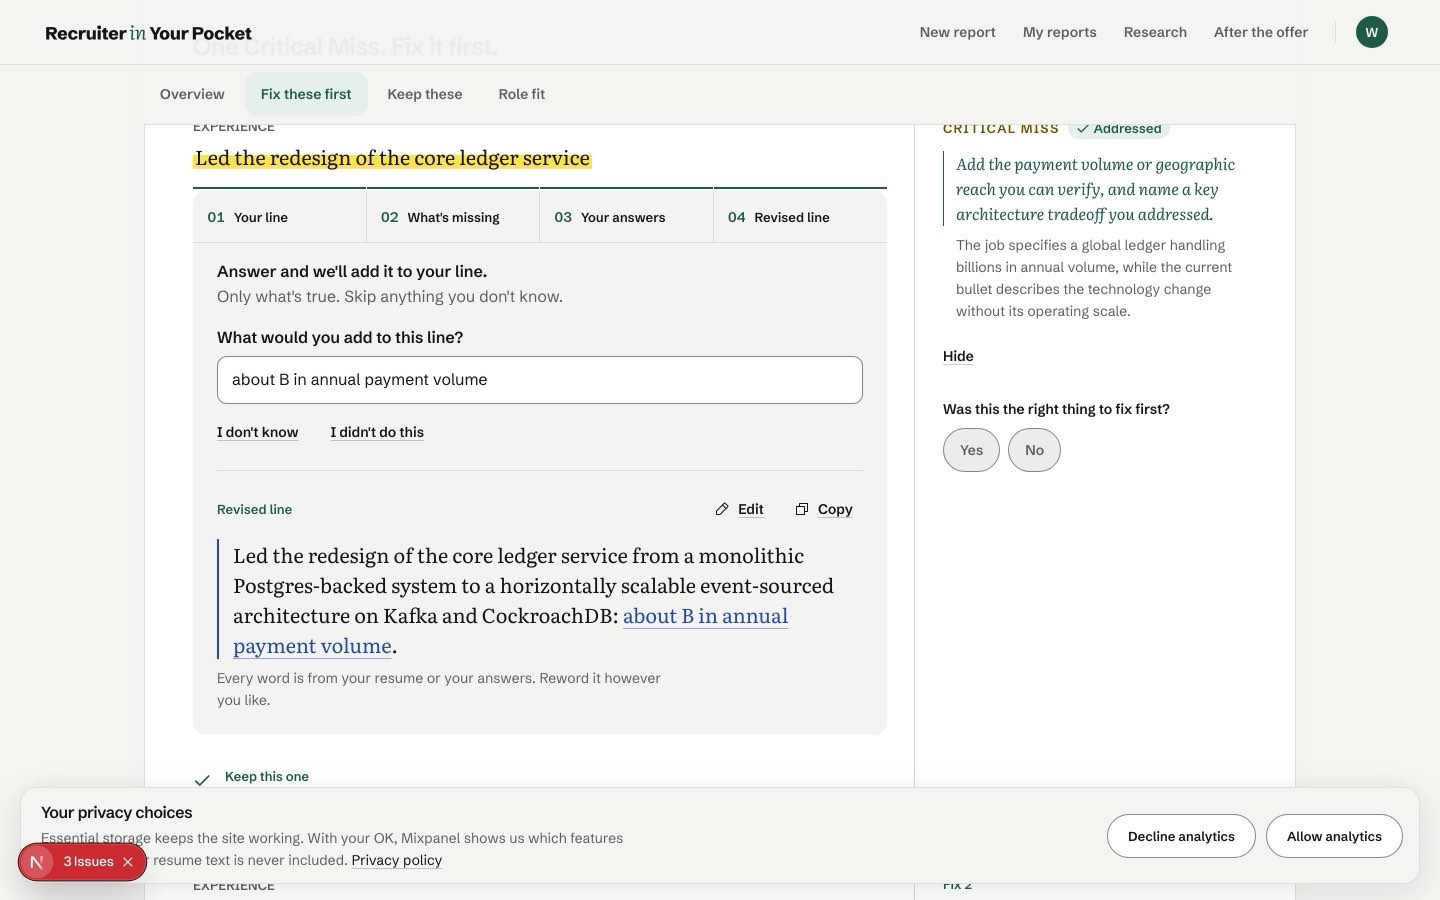 Recruiter in Your Pocket
New report
My reports
Research
After the offer
W
One Critical Miss. Fix it first.
Overview
Fix these first
Keep these
Role fit
EXPERIENCE
Led the redesign of the core ledger service
01 Your line
02 What's missing
03 Your answers
04 Revised line
Answer and we'll add it to your line.
Only what's true. Skip anything you don't know.
What would you add to this line?
about B in annual payment volume
I don't know
I didn't do this
Revised line
Edit
Copy
Led the redesign of the core ledger service from a monolithic
Postgres-backed system to a horizontally scalable event-sourced
architecture on Kafka and CockroachDB: about B in annual
payment volume.
Every word is from your resume or your answers. Reword it however
you like.
Keep this one
EXPERIENCE
CRITICAL MISS
Addressed
Add the payment volume or geographic
reach you can verify, and name a key
architecture tradeoff you addressed.
The job specifies a global ledger handling
billions in annual volume, while the current
bullet describes the technology change
without its operating scale.
Hide
Was this the right thing to fix first?
Yes
No
Fix 2
Your privacy choices
Essential storage keeps the site working. With your OK, Mixpanel shows us which features
resume text is never included. Privacy policy
Decline analytics
Allow analytics
N
3 Issues